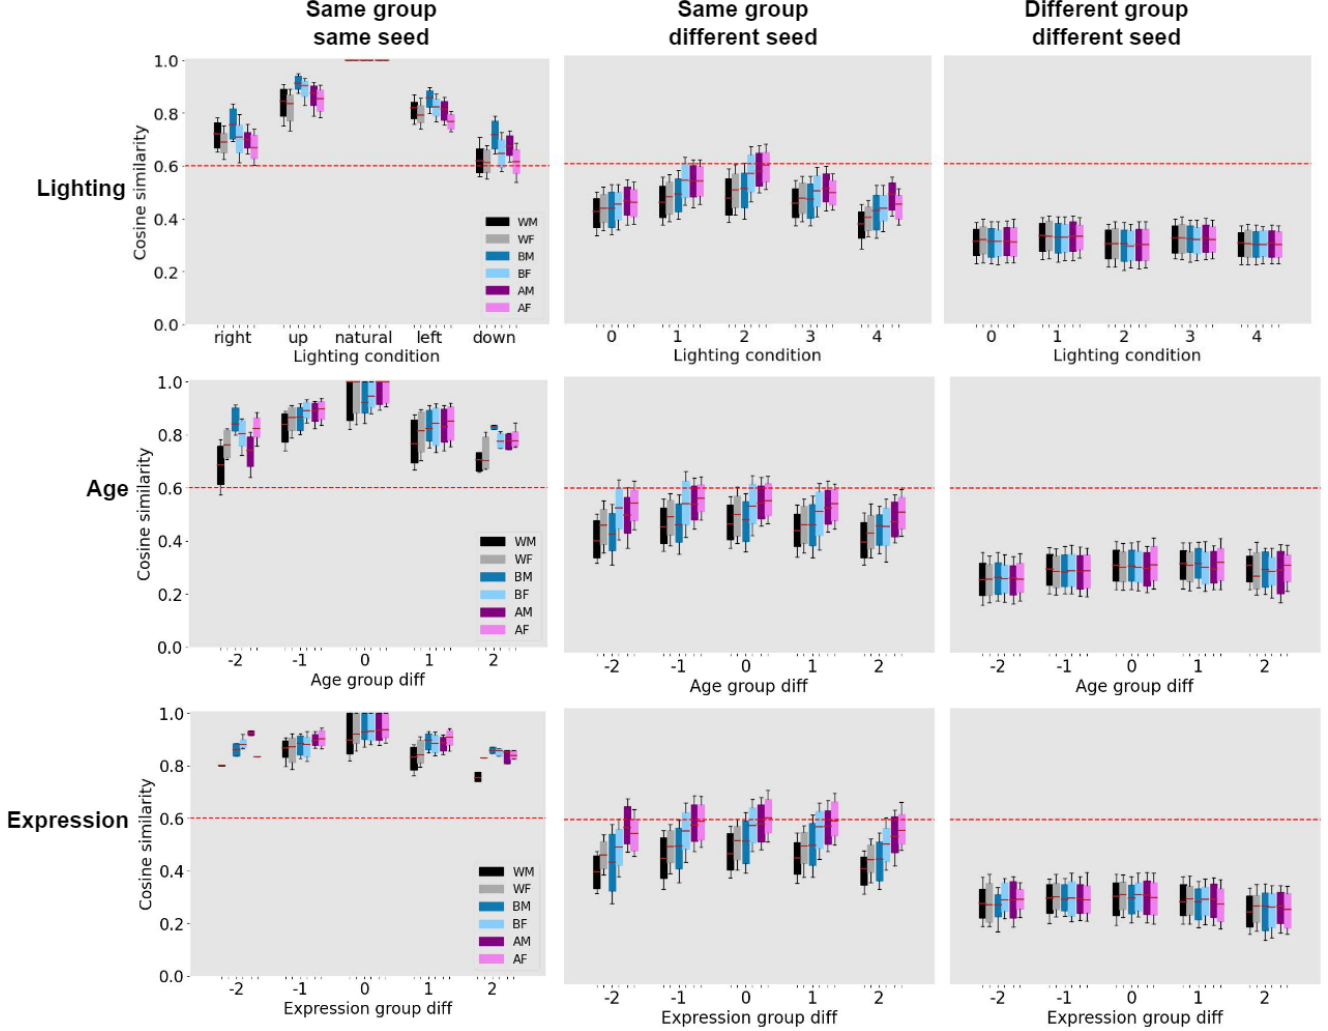 Same group
same seed
Same group
different seed
Different group
different seed
Lighting
Cosine similarity
1.0
0.8
0.6
0.4
0.2
0.0
WM
WF
BM
BF
AM
AF
right up natural left down
Lighting condition
0 1 2 3 4
Lighting condition
0 1 2 3 4
Lighting condition
Age
Cosine similarity
1.0
0.8
0.6
0.4
0.2
0.0
WM
WF
BM
BF
AM
AF
-2 -1 0 1 2
Age group diff
-2 -1 0 1 2
Age group diff
-2 -1 0 1 2
Age group diff
Expression
Cosine similarity
1.0
0.8
0.6
0.4
0.2
0.0
WM
WF
BM
BF
AM
AF
-2 -1 0 1 2
Expression group diff
-2 -1 0 1 2
Expression group diff
-2 -1 0 1 2
Expression group diff